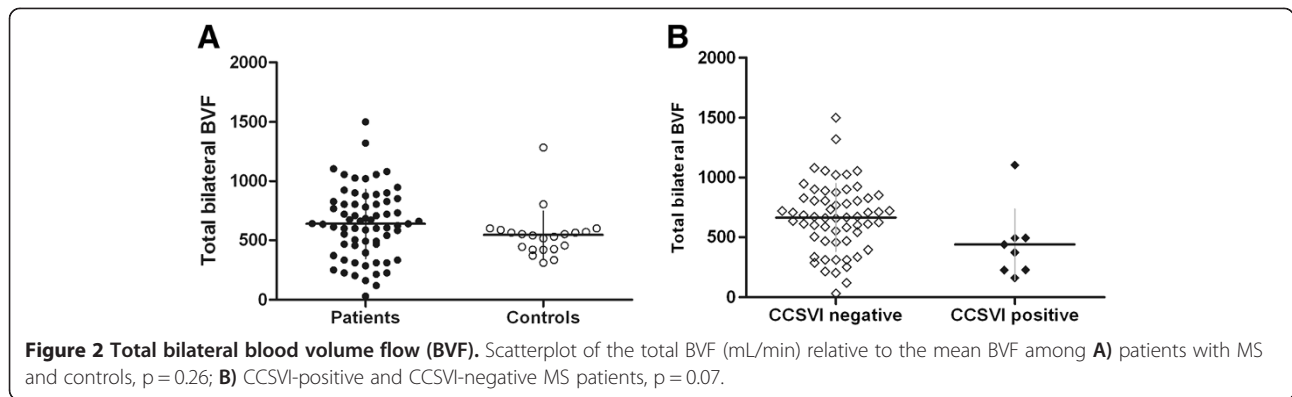 A
B
2000
1500
1000
500
0
Total bilateral BVF
Patients
Controls
2000
1500
1000
500
0
Total bilateral BVF
CCSVI negative
CCSVI positive
Figure 2 Total bilateral blood volume flow (BVF). Scatterplot of the total BVF (mL/min) relative to the mean BVF among A) patients with MS
and controls, p = 0.26; B) CCSVI-positive and CCSVI-negative MS patients, p = 0.07.